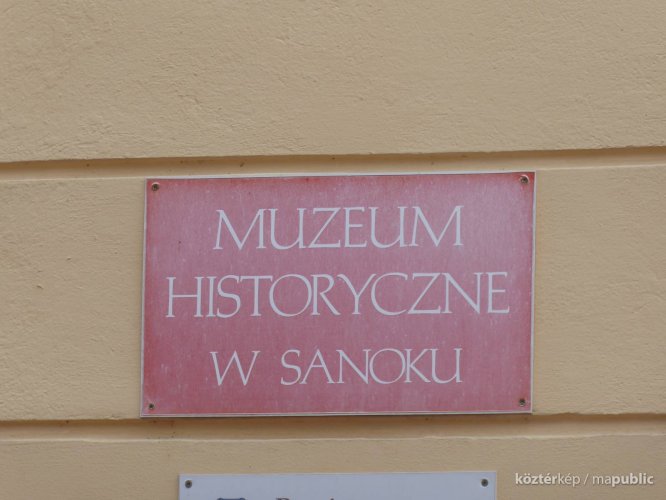 MUZEUM
HISTORYCZNE
W SANOKU
köztérkép / mapublic